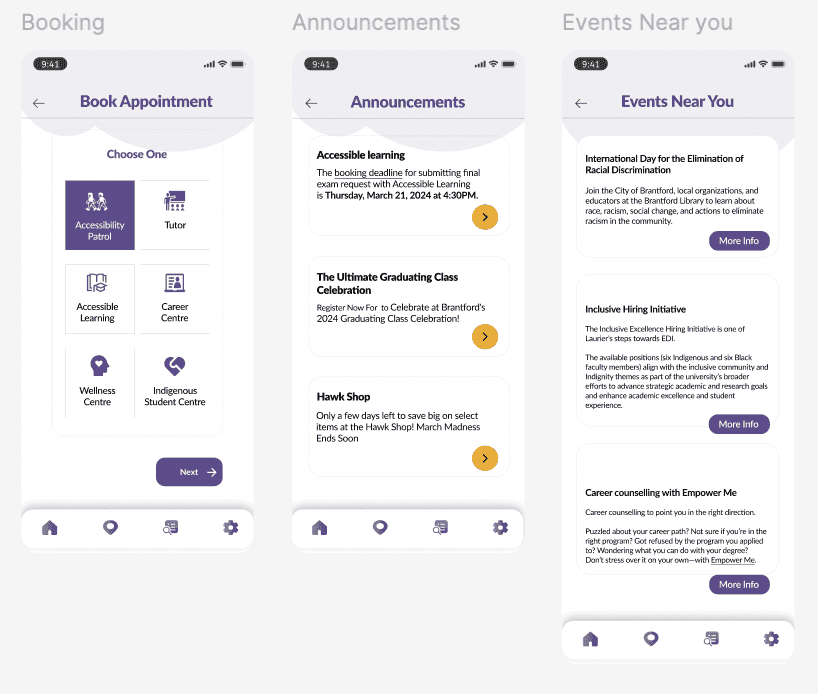 Booking
9:41
Book Appointment
Choose One
Accessibility
Patrol
Tutor
Accessible
Learning
Career
Centre
Wellness
Centre
Indigenous
Student Centre
Next
Announcements
9:41
Announcements
Accessible learning
The booking deadline for submitting final
exam request with Accessible Learning
is Thursday, March 21, 2024 at 4:30PM.
The Ultimate Graduating Class
Celebration
Register Now For to Celebrate at Brantford's
2024 Graduating Class Celebration!
Hawk Shop
Only a few days left to save big on select
items at the Hawk Shop! March Madness
Ends Soon
Events Near you
9:41
Events Near You
International Day for the Elimination of
Racial Discrimination
Join the City of Brantford, local organizations, and
educators at the Brantford Library to learn about
race, racism, social change, and actions to eliminate
racism in the community.
More Info
Inclusive Hiring Initiative
The Inclusive Excellence Hiring Initiative is one of
Laurier's steps towards EDI.
The available positions (six Indigenous and six Black
faculty members) align with the inclusive community and
Indignity themes as part of the university's broader
efforts to advance strategic academic and research goals
and enhance academic excellence and student
experience.
More Info
Career counselling with Empower Me
Career counselling to point you in the right direction.
Puzzled about your career path? Not sure if you're in the
right program? Got refused by the program you applied
to? Wondering what you can do with your degree?
Don't stress over it on your own—with Empower Me.
More Info